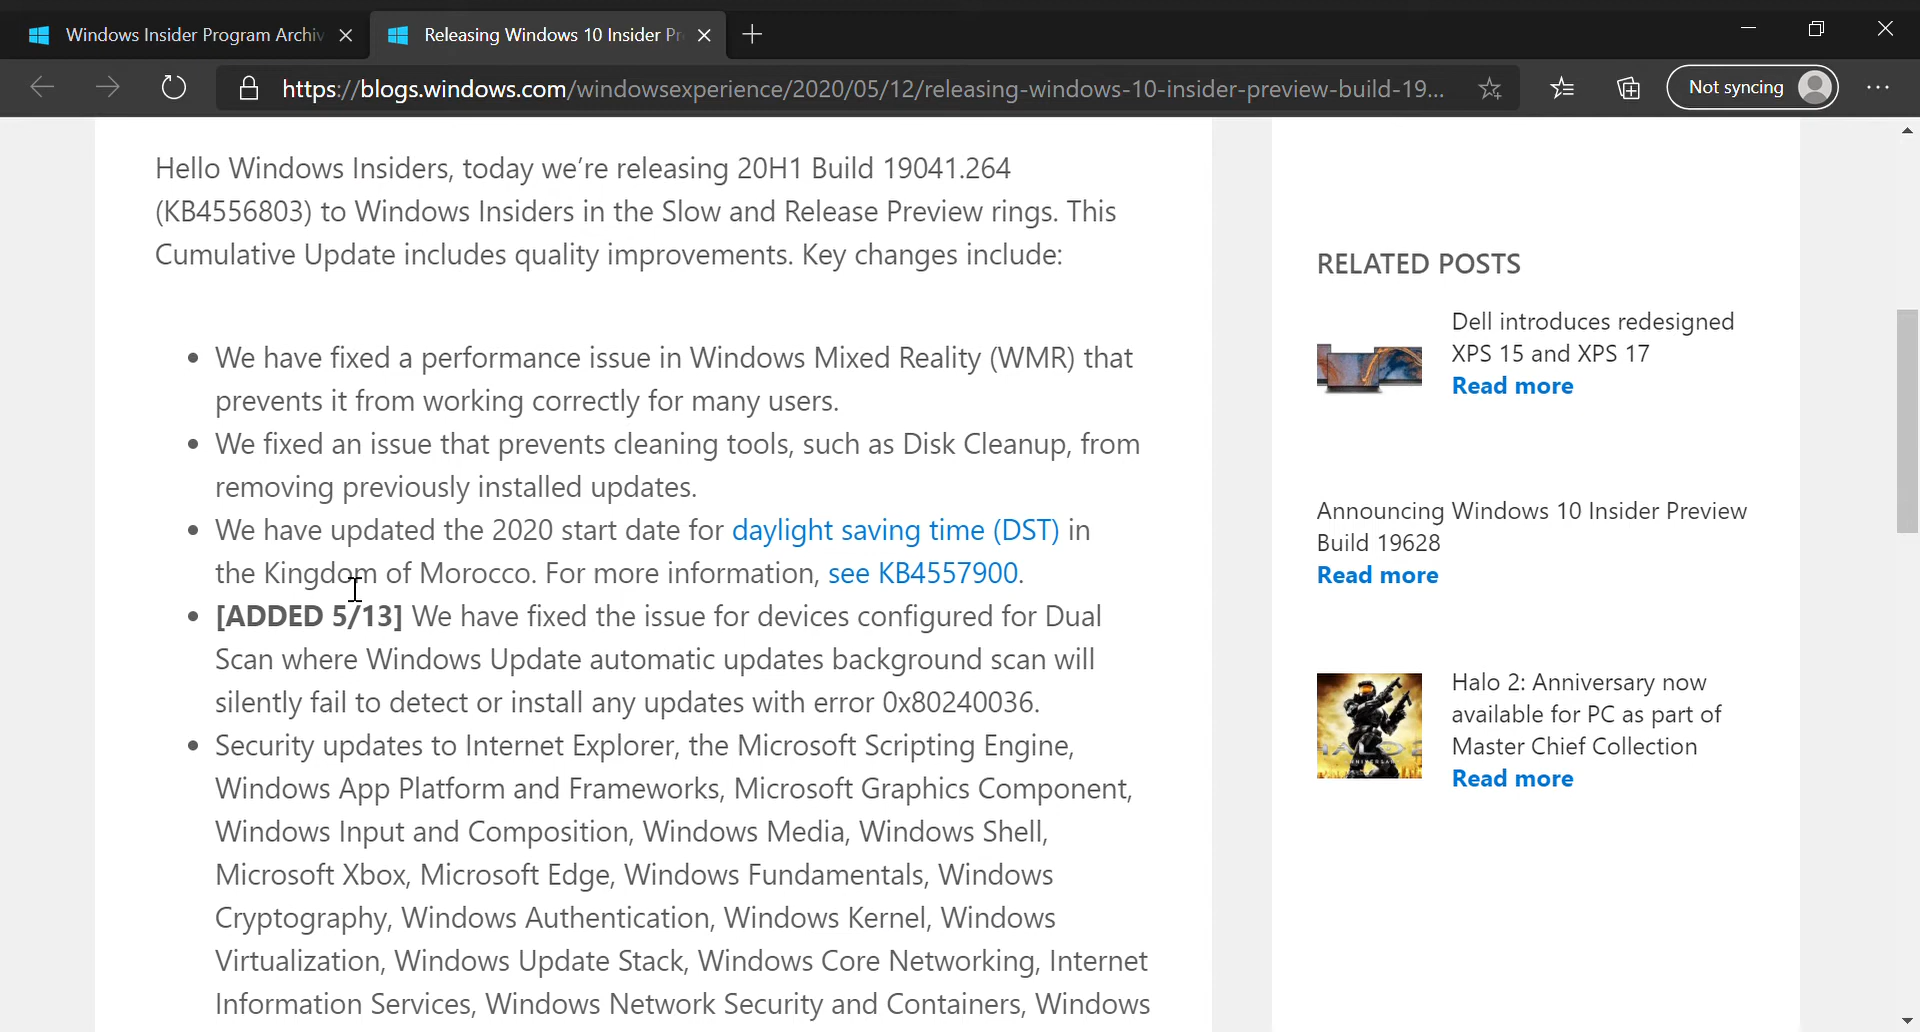 Windows Insider Program Archiv
Releasing Windows 10 Insider Pr
https://blogs.windows.com/windowsexperience/2020/05/12/releasing-windows-10-insider-preview-build-19...
Not syncing
Hello Windows Insiders, today we’re releasing 20H1 Build 19041.264
(KB4556803) to Windows Insiders in the Slow and Release Preview rings. This
Cumulative Update includes quality improvements. Key changes include:
• We have fixed a performance issue in Windows Mixed Reality (WMR) that
prevents it from working correctly for many users.
• We fixed an issue that prevents cleaning tools, such as Disk Cleanup, from
removing previously installed updates.
• We have updated the 2020 start date for daylight saving time (DST) in
the Kingdom of Morocco. For more information, see KB4557900.
• [ADDED 5/13] We have fixed the issue for devices configured for Dual
Scan where Windows Update automatic updates background scan will
silently fail to detect or install any updates with error 0x80240036.
• Security updates to Internet Explorer, the Microsoft Scripting Engine,
Windows App Platform and Frameworks, Microsoft Graphics Component,
Windows Input and Composition, Windows Media, Windows Shell,
Microsoft Xbox, Microsoft Edge, Windows Fundamentals, Windows
Cryptography, Windows Authentication, Windows Kernel, Windows
Virtualization, Windows Update Stack, Windows Core Networking, Internet
Information Services, Windows Network Security and Containers, Windows
RELATED POSTS
Dell introduces redesigned
XPS 15 and XPS 17
Read more
Announcing Windows 10 Insider Preview
Build 19628
Read more
Halo 2: Anniversary now
available for PC as part of
Master Chief Collection
Read more